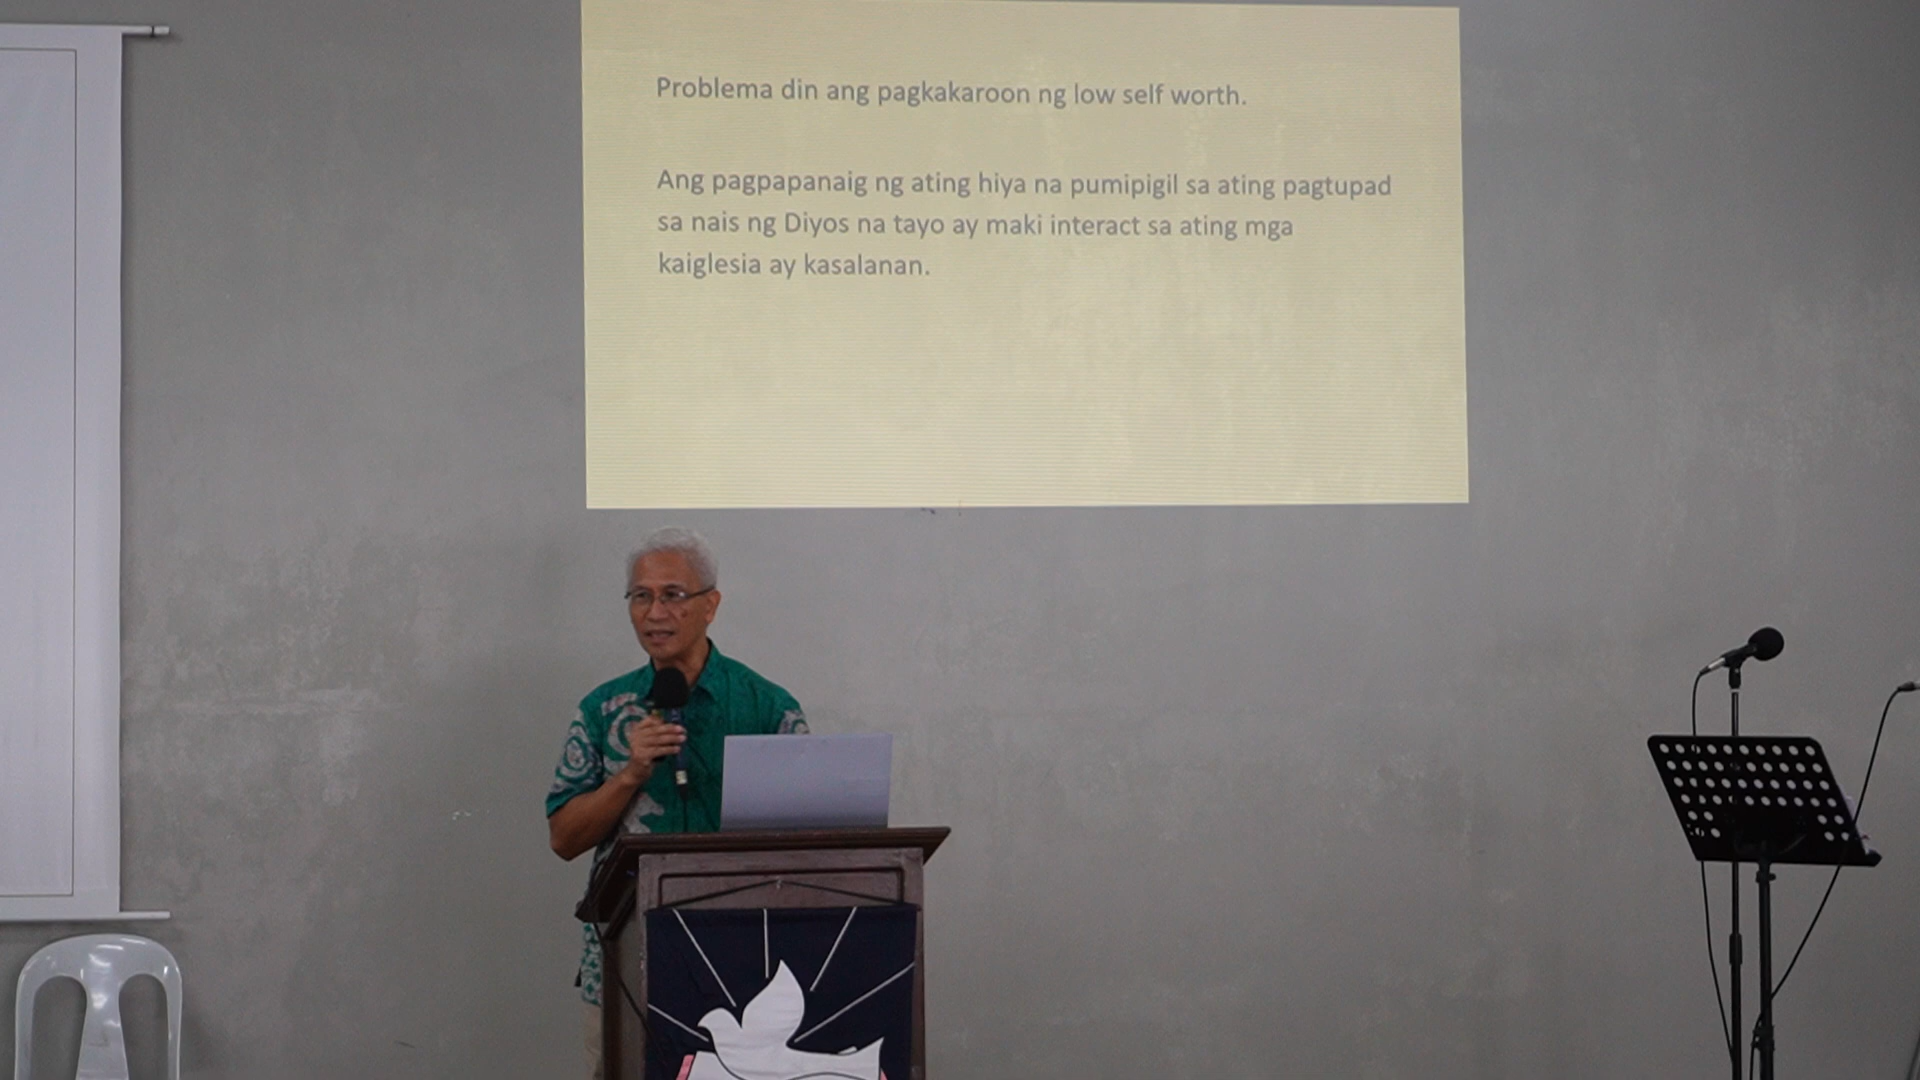 Problema din ang pagkakaroon ng low self worth.
Ang pagpapanaig ng ating hiya na pumipigil sa ating pagtupad
sa nais ng Diyos na tayo ay maki interact sa ating mga
kaiglesia ay kasalanan.